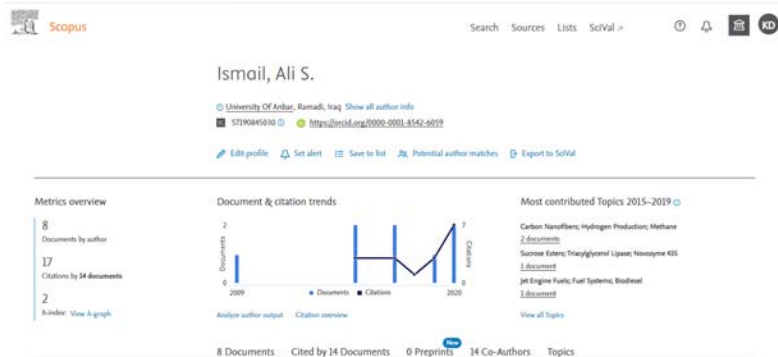 Scopus
Search Sources Lists SciVal >
KD
Ismail, Ali S.
University Of Anbar, Ramadi, Iraq Show all author info
SC 57190845030 iD https://orcid.org/0000-0001-8542-6059
Edit profile Set alert Save to list Potential author matches Export to SciVal
Metrics overview
8
Documents by author
17
Citations by 14 documents
2
h-index: View h-graph
Document & citation trends
2
Documents
0
7
Citations
0
2009
2020
Documents Citations
Analyze author output Citation overview
Most contributed Topics 2015–2019
Carbon Nanofibers; Hydrogen Production; Methane
2 documents
Sucrose Esters; Triacylglycerol Lipase; Novozyme 435
1 document
Jet Engine Fuels; Fuel Systems; Biodiesel
1 document
View all Topics
New
8 Documents Cited by 14 Documents 0 Preprints 14 Co-Authors Topics